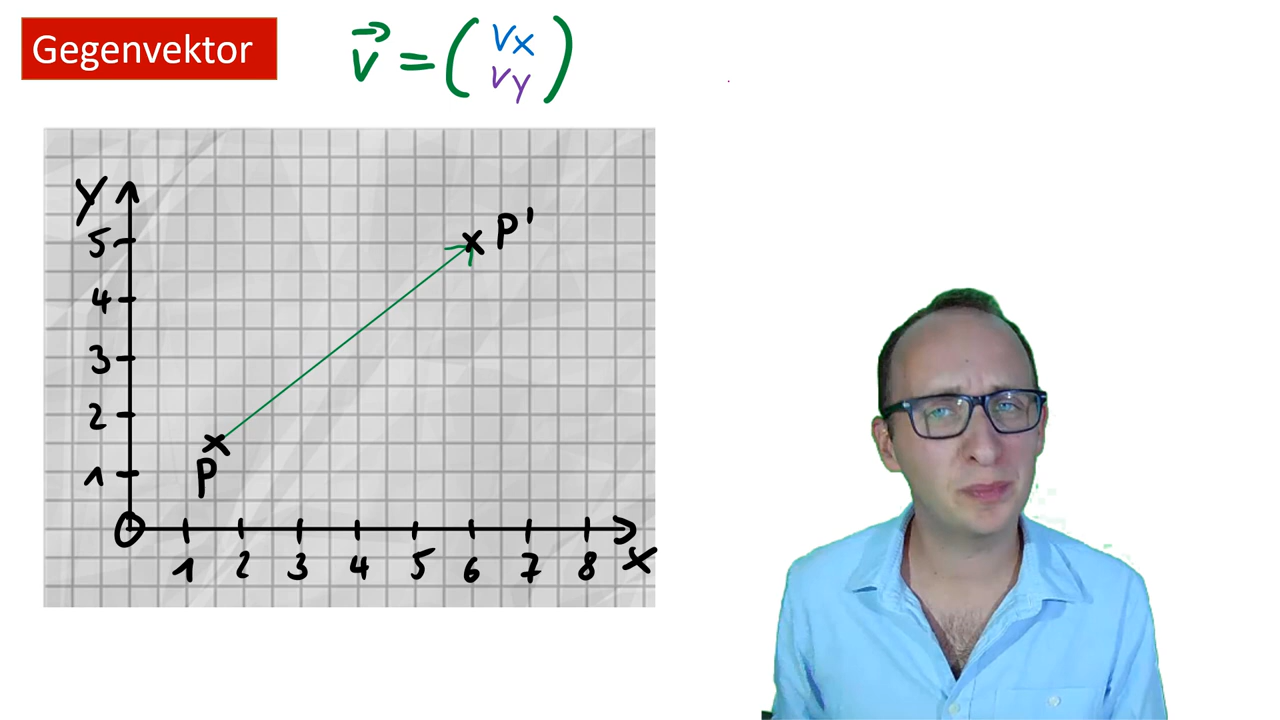 Gegenvektor
v⃗ = (vx
vy)
y
P'
5
4
3
2
P
1
0
1 2 3 4 5 6 7 8 x